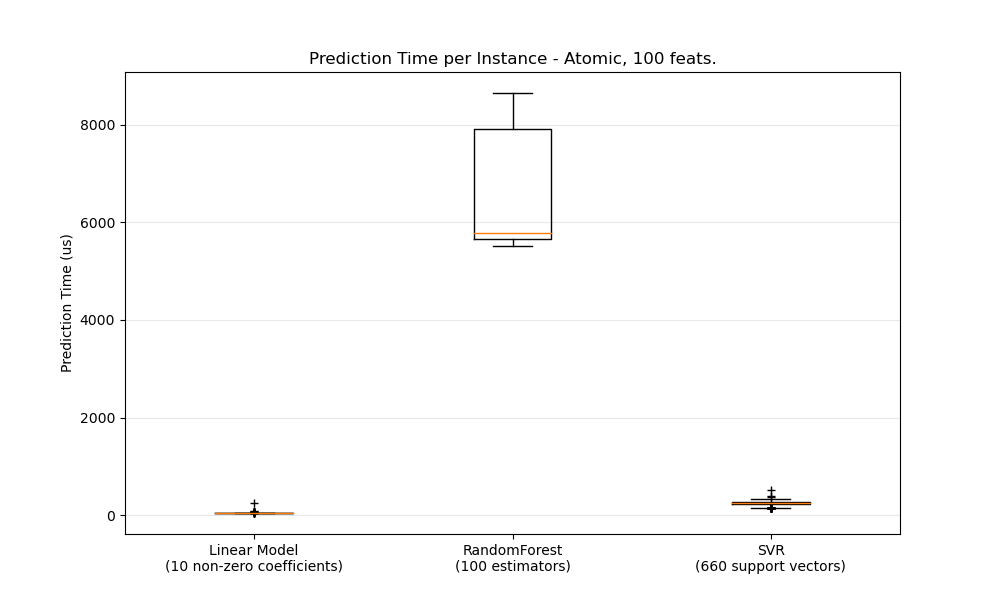 Prediction Time per Instance - Atomic, 100 feats.
Prediction Time (us)
8000
6000
4000
2000
0
Linear Model
(10 non-zero coefficients)
RandomForest
(100 estimators)
SVR
(660 support vectors)